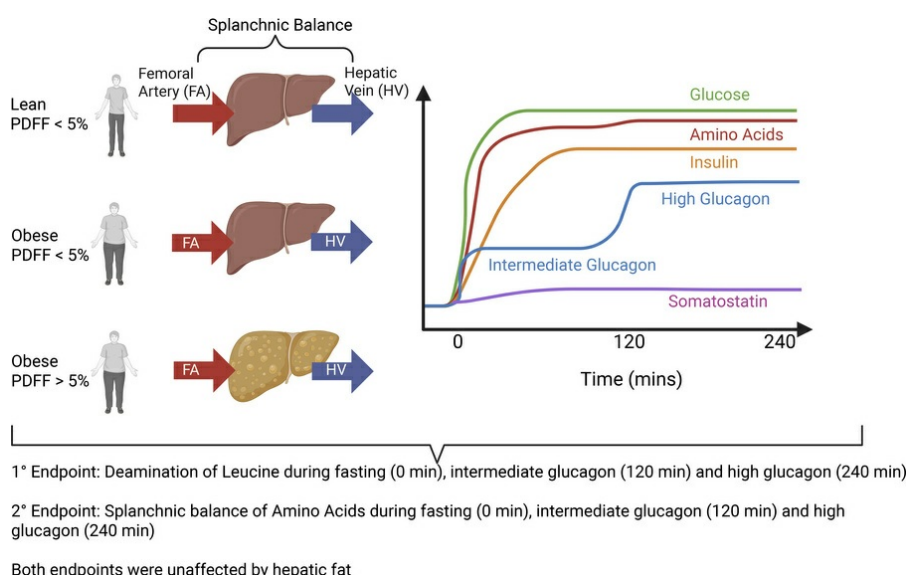 Splanchnic Balance
Femoral
Artery (FA)
Hepatic
Vein (HV)
Lean
PDFF < 5%
Obese
PDFF < 5%
FA
HV
Obese
PDFF > 5%
FA
HV
Glucose
Amino Acids
Insulin
High Glucagon
Intermediate Glucagon
Somatostatin
0
120
240
Time (mins)
1° Endpoint: Deamination of Leucine during fasting (0 min), intermediate glucagon (120 min) and high glucagon (240 min)
2° Endpoint: Splanchnic balance of Amino Acids during fasting (0 min), intermediate glucagon (120 min) and high
glucagon (240 min)
Both endpoints were unaffected by hepatic fat